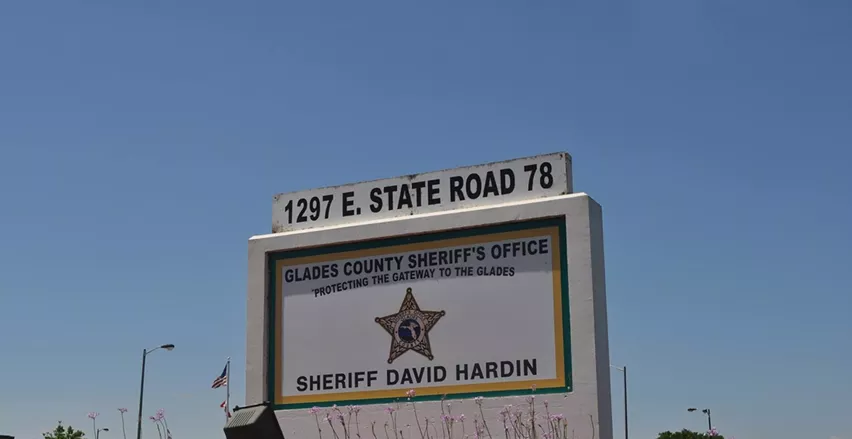 1297 E. STATE ROAD 78
GLADES COUNTY SHERIFF'S OFFICE
"PROTECTING THE GATEWAY TO THE GLADES
SHERIFF DAVID HARDIN